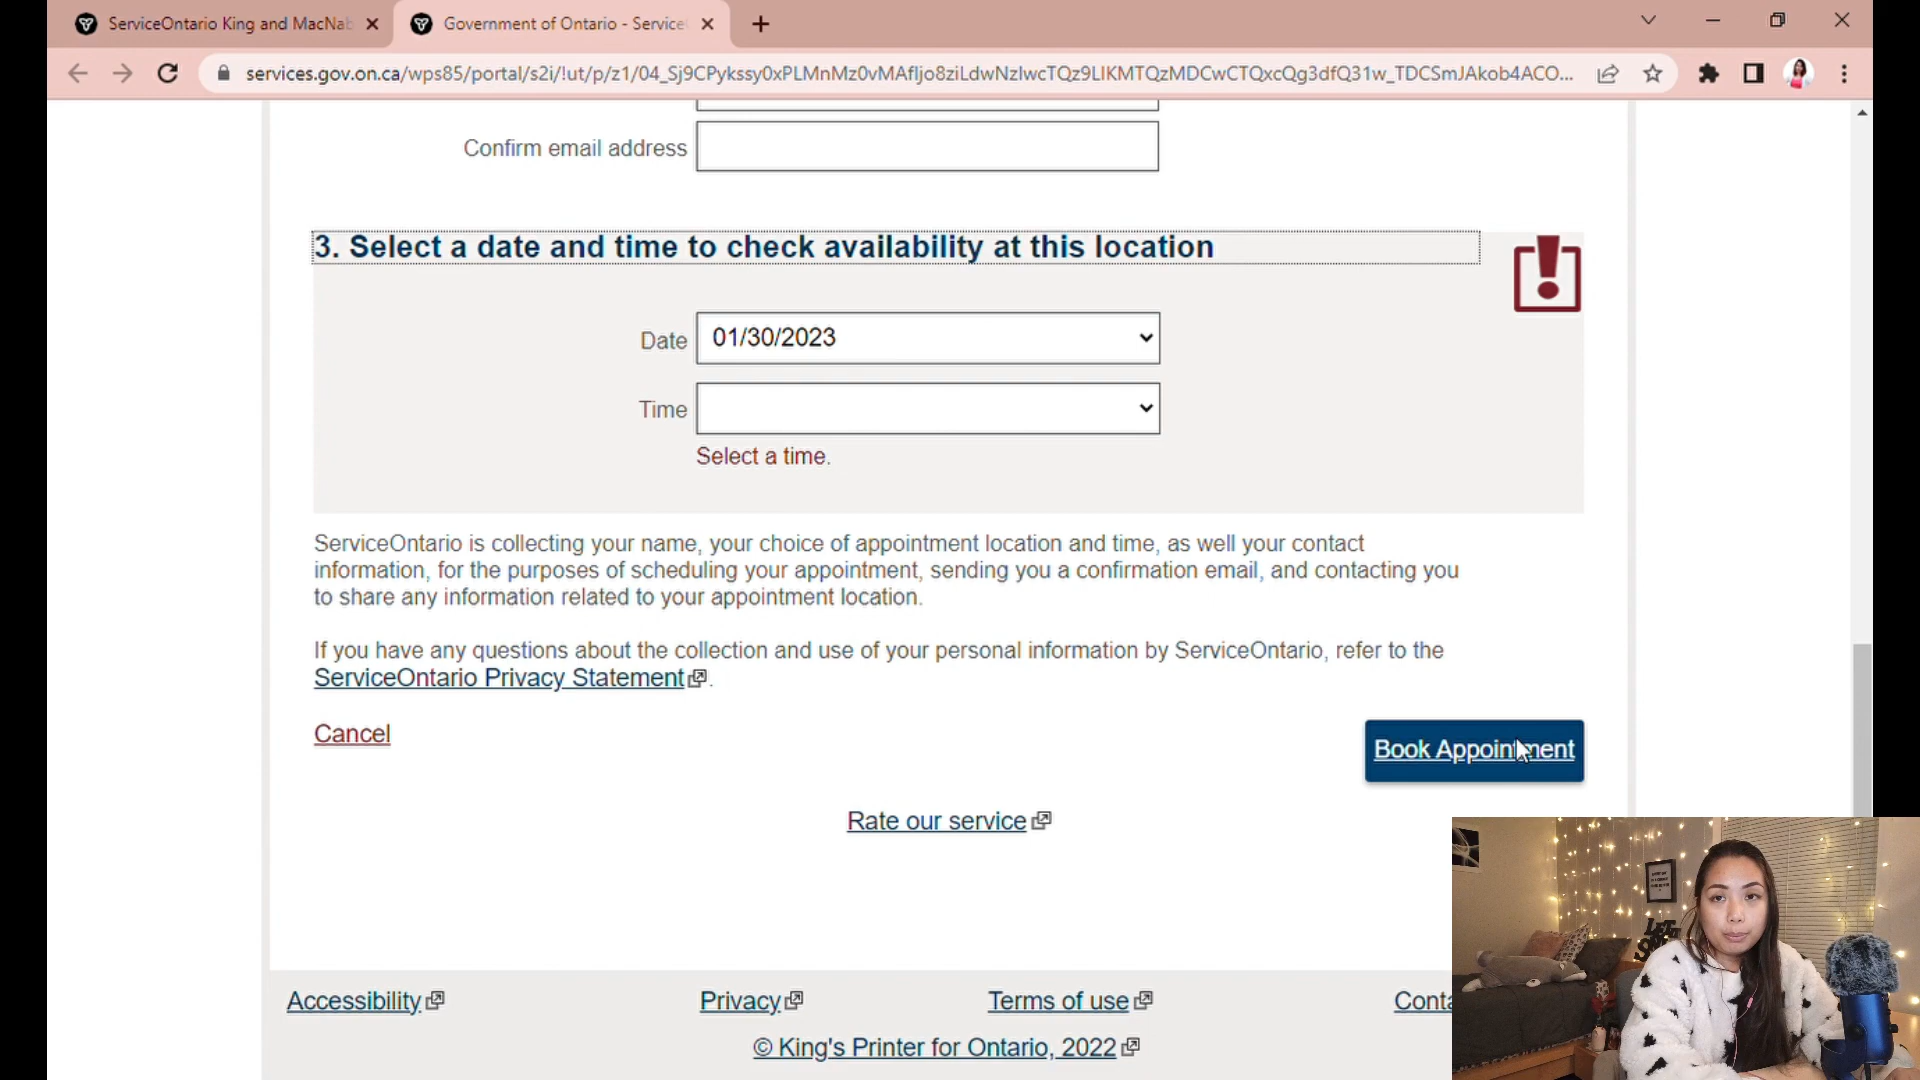 ServiceOntario King and MacNab
Government of Ontario - Service
services.gov.on.ca/wps85/portal/s2i/!ut/p/z1/04_Sj9CPykssy0xPLMnMz0vMAfIjo8ziLdwNzIwcTQz9LIKMTQzMDCwCTQxcQg3dfQ31w_TDCSmJAkob4ACO...
Confirm email address
3. Select a date and time to check availability at this location
Date 01/30/2023
Time
Select a time.
ServiceOntario is collecting your name, your choice of appointment location and time, as well your contact
information, for the purposes of scheduling your appointment, sending you a confirmation email, and contacting you
to share any information related to your appointment location.
If you have any questions about the collection and use of your personal information by ServiceOntario, refer to the
ServiceOntario Privacy Statement.
Cancel
Book Appointment
Rate our service
Accessibility Privacy Terms of use Conta
© King's Printer for Ontario, 2022